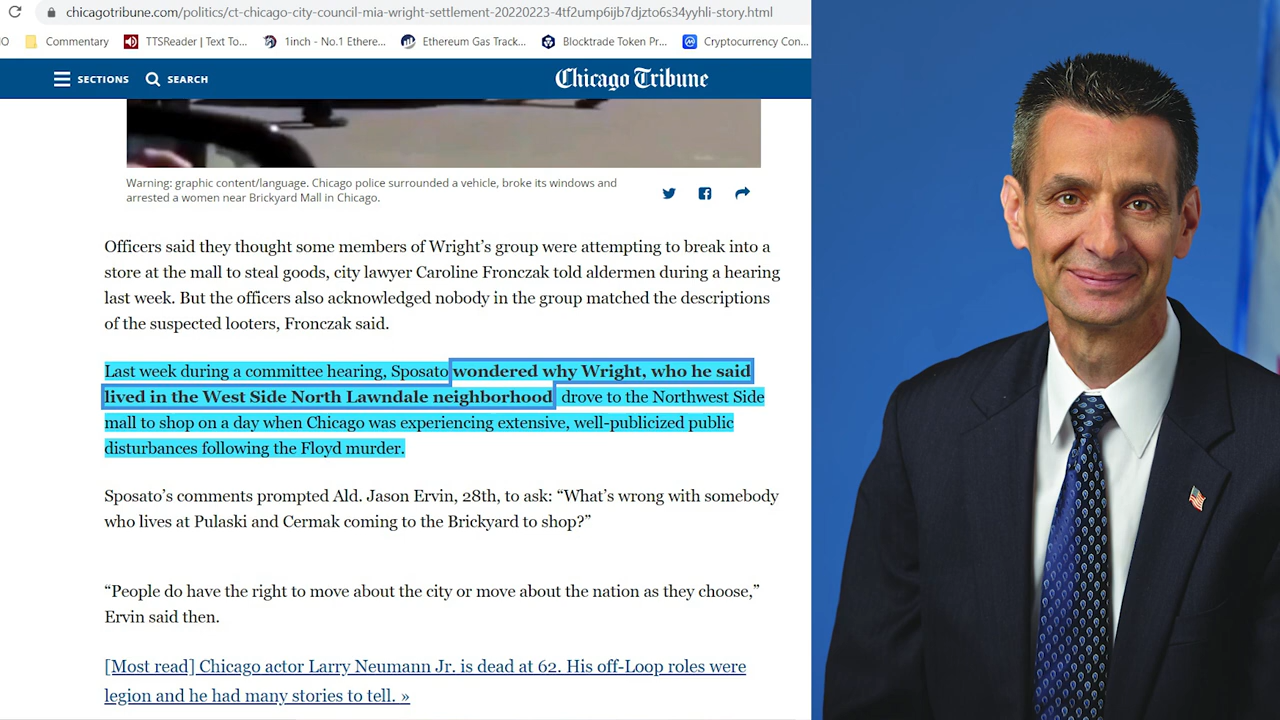 chicagotribune.com/politics/ct-chicago-city-council-mia-wright-settlement-20220223-4tf2ump6ijb7djzto6s34yyhli-story.html
Commentary TTSReader | Text To... 1inch - No.1 Ethere... Ethereum Gas Track... Blocktrade Token Pr... Cryptocurrency Con...
SECTIONS SEARCH Chicago Tribune
Warning: graphic content/language. Chicago police surrounded a vehicle, broke its windows and
arrested a women near Brickyard Mall in Chicago.
Officers said they thought some members of Wright's group were attempting to break into a
store at the mall to steal goods, city lawyer Caroline Fronczak told aldermen during a hearing
last week. But the officers also acknowledged nobody in the group matched the descriptions
of the suspected looters, Fronczak said.
Last week during a committee hearing, Sposato wondered why Wright, who he said
lived in the West Side North Lawndale neighborhood drove to the Northwest Side
mall to shop on a day when Chicago was experiencing extensive, well-publicized public
disturbances following the Floyd murder.
Sposato's comments prompted Ald. Jason Ervin, 28th, to ask: “What's wrong with somebody
who lives at Pulaski and Cermak coming to the Brickyard to shop?”
“People do have the right to move about the city or move about the nation as they choose,”
Ervin said then.
[Most read] Chicago actor Larry Neumann Jr. is dead at 62. His off-Loop roles were
legion and he had many stories to tell. »